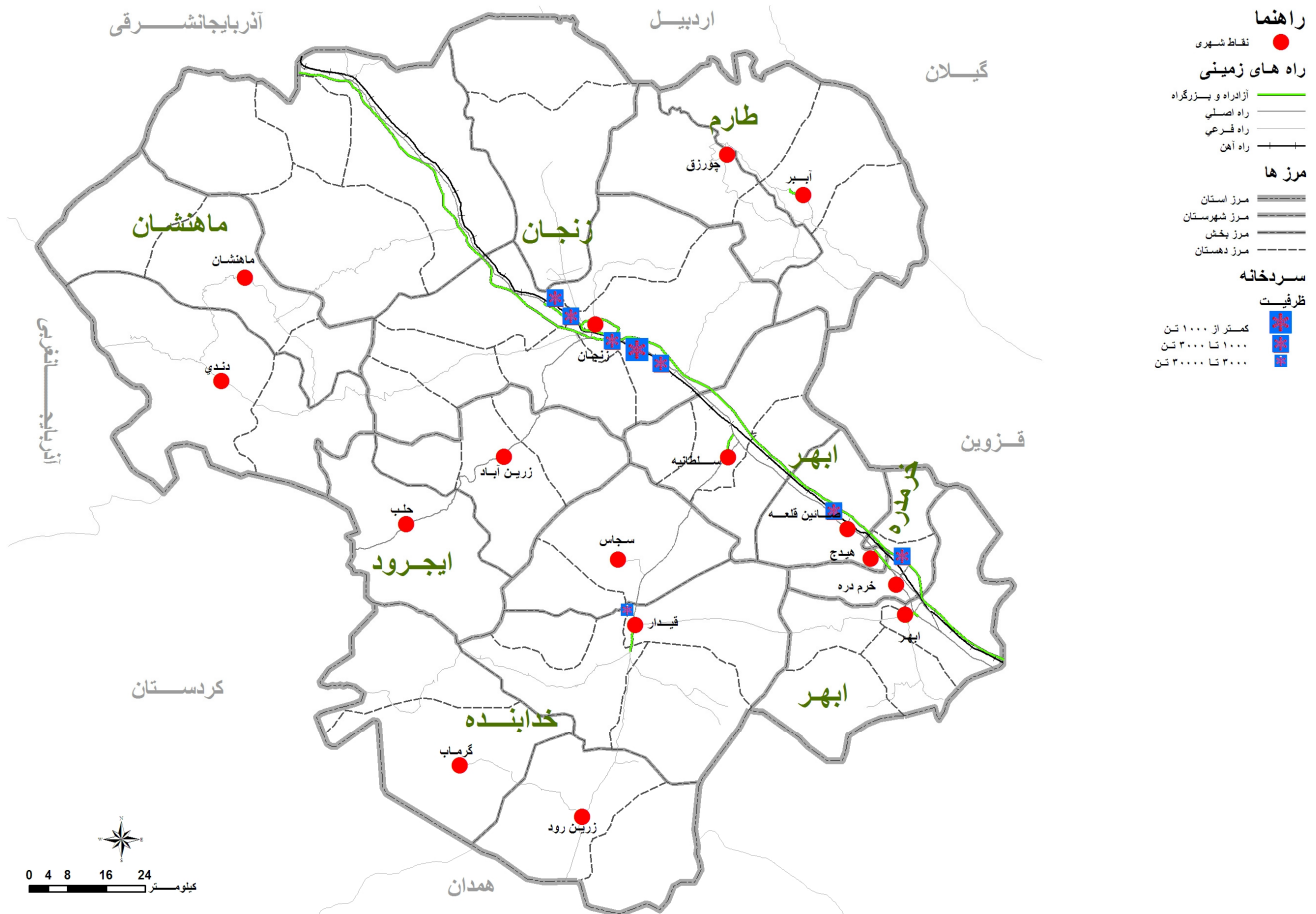 آذربایجانشرقی
اردبیل
گیلان
طارم
چورزق
آببر
ماهنشان
زنجان
ماهنشان
زنجان
دندي
آذربایجانغربی
قزوین
ابهر
خرمدره
سلطانیه
زرین آباد
صائین قلعه
حلب
سجاس
هیدج
ایجرود
خرم دره
قیدار
ابهر
کردستان
ابهر
خدابنده
گرماب
زرین رود
همدان
0 4 8 16 24
کیلومتر
راهنما
نقاط شهری
راه های زمینی
آزادراه و بزرگراه
راه اصلي
راه فرعي
راه آهن
مرز ها
مرز استان
مرز شهرستان
مرز بخش
مرز دهستان
سردخانه
ظرفیت
کمتر از ۱۰۰۰ تن
۱۰۰۰ تا ۳۰۰۰ تن
۳۰۰۰ تا ۳۰۰۰۰ تن